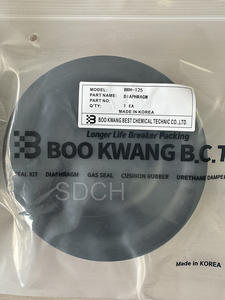 MODEL: BBH-125
PART NAME: DIAPHRAGM
PART NO:
Q'TY: 1 EA
MADE IN KOREA
BOO KWANG BEST CHEMICAL TECHNIC CO.,LTD.
Longer Life Breaker Packing
BOO KWANG B.C.T
SEAL KIT DIAPHRAGM GAS SEAL CUSHION RUBBER URETHANE DAMPER
SDCH
Made in KOREA